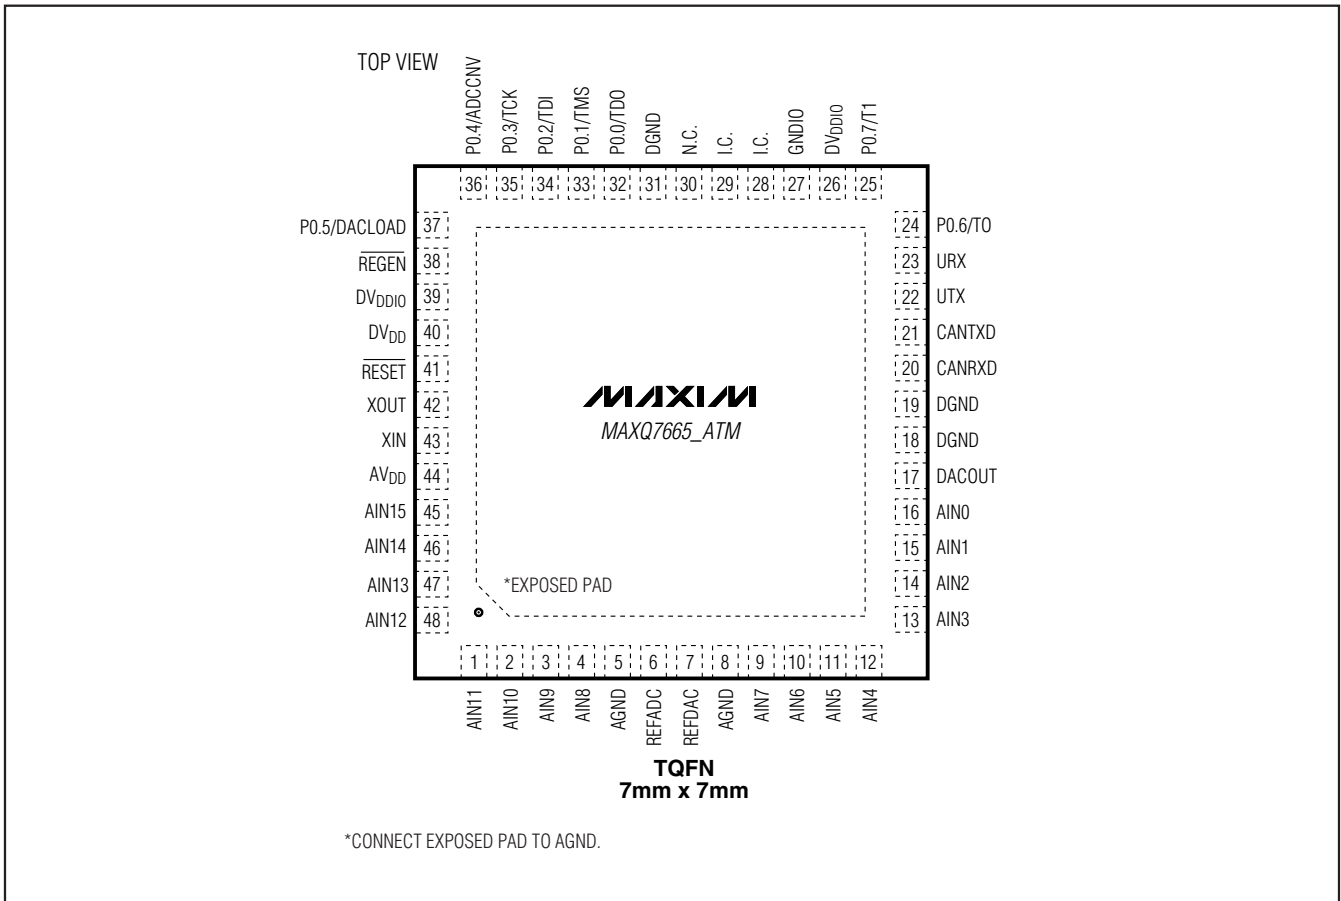 TOP VIEW
P0.4/ADCCNV
P0.3/TCK
P0.2/TDI
P0.1/TMS
P0.0/TDO
DGND
N.C.
I.C.
I.C.
GNDIO
DVDDIO
P0.7/T1
36 35 34 33 32 31 30 29 28 27 26 25
P0.5/DACLOAD 37
REGEN 38
DVDDIO 39
DVDD 40
RESET 41
XOUT 42
XIN 43
AVDD 44
AIN15 45
AIN14 46
AIN13 47
AIN12 48
24 P0.6/T0
23 URX
22 UTX
21 CANTXD
20 CANRXD
19 DGND
18 DGND
17 DACOUT
16 AIN0
15 AIN1
14 AIN2
13 AIN3
MAXIM
MAXQ7665_ATM
*EXPOSED PAD
1 2 3 4 5 6 7 8 9 10 11 12
AIN11
AIN10
AIN9
AIN8
AGND
REFADC
REFDAC
AGND
AIN7
AIN6
AIN5
AIN4
TQFN
7mm x 7mm
*CONNECT EXPOSED PAD TO AGND.